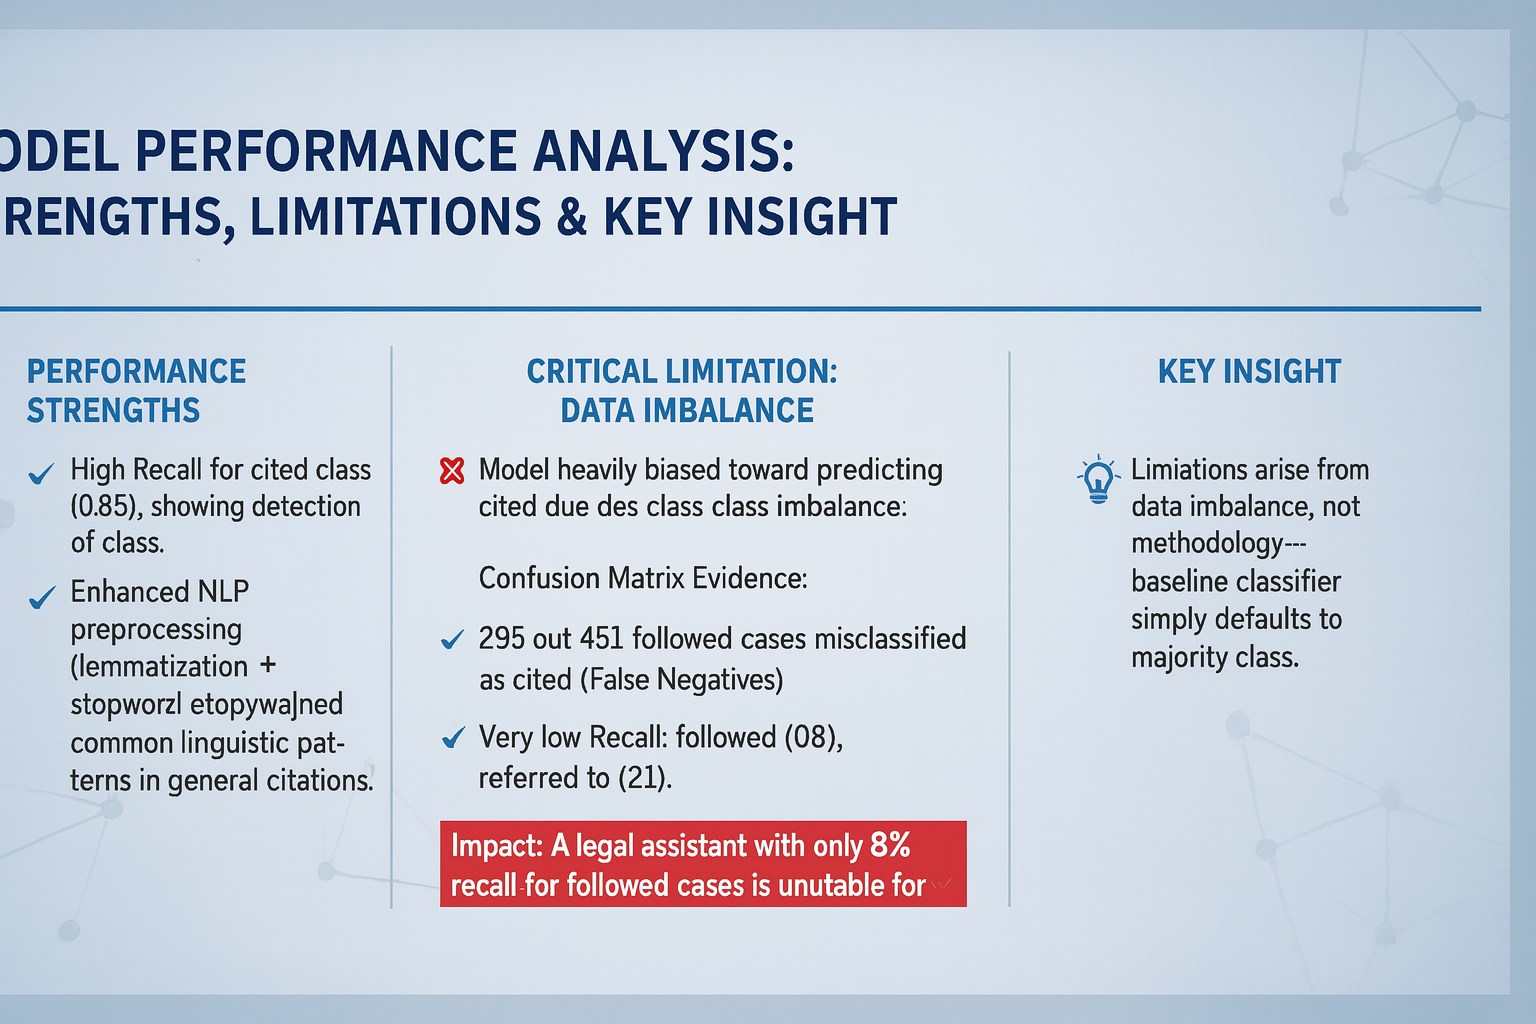 ODEL PERFORMANCE ANALYSIS:
RENGTHS, LIMITATIONS & KEY INSIGHT
PERFORMANCE
STRENGTHS
High Recall for cited class
(0.85), showing detection
of class.
Enhanced NLP
preprocessing
(lemmatization +
stopworzl etopywaJned
common linguistic pat-
terns in general citations.
CRITICAL LIMITATION:
DATA IMBALANCE
Model heavily biased toward predicting
cited due des class class imbalance:
Confusion Matrix Evidence:
295 out 451 followed cases misclassified
as cited (False Negatives)
Very low Recall: followed (08),
referred to (21).
Impact: A legal assistant with only 8%
recall-for followed cases is unutable for
KEY INSIGHT
Limiations arise from
data imbalance, not
methodology---
baseline classifier
simply defaults to
majority class.